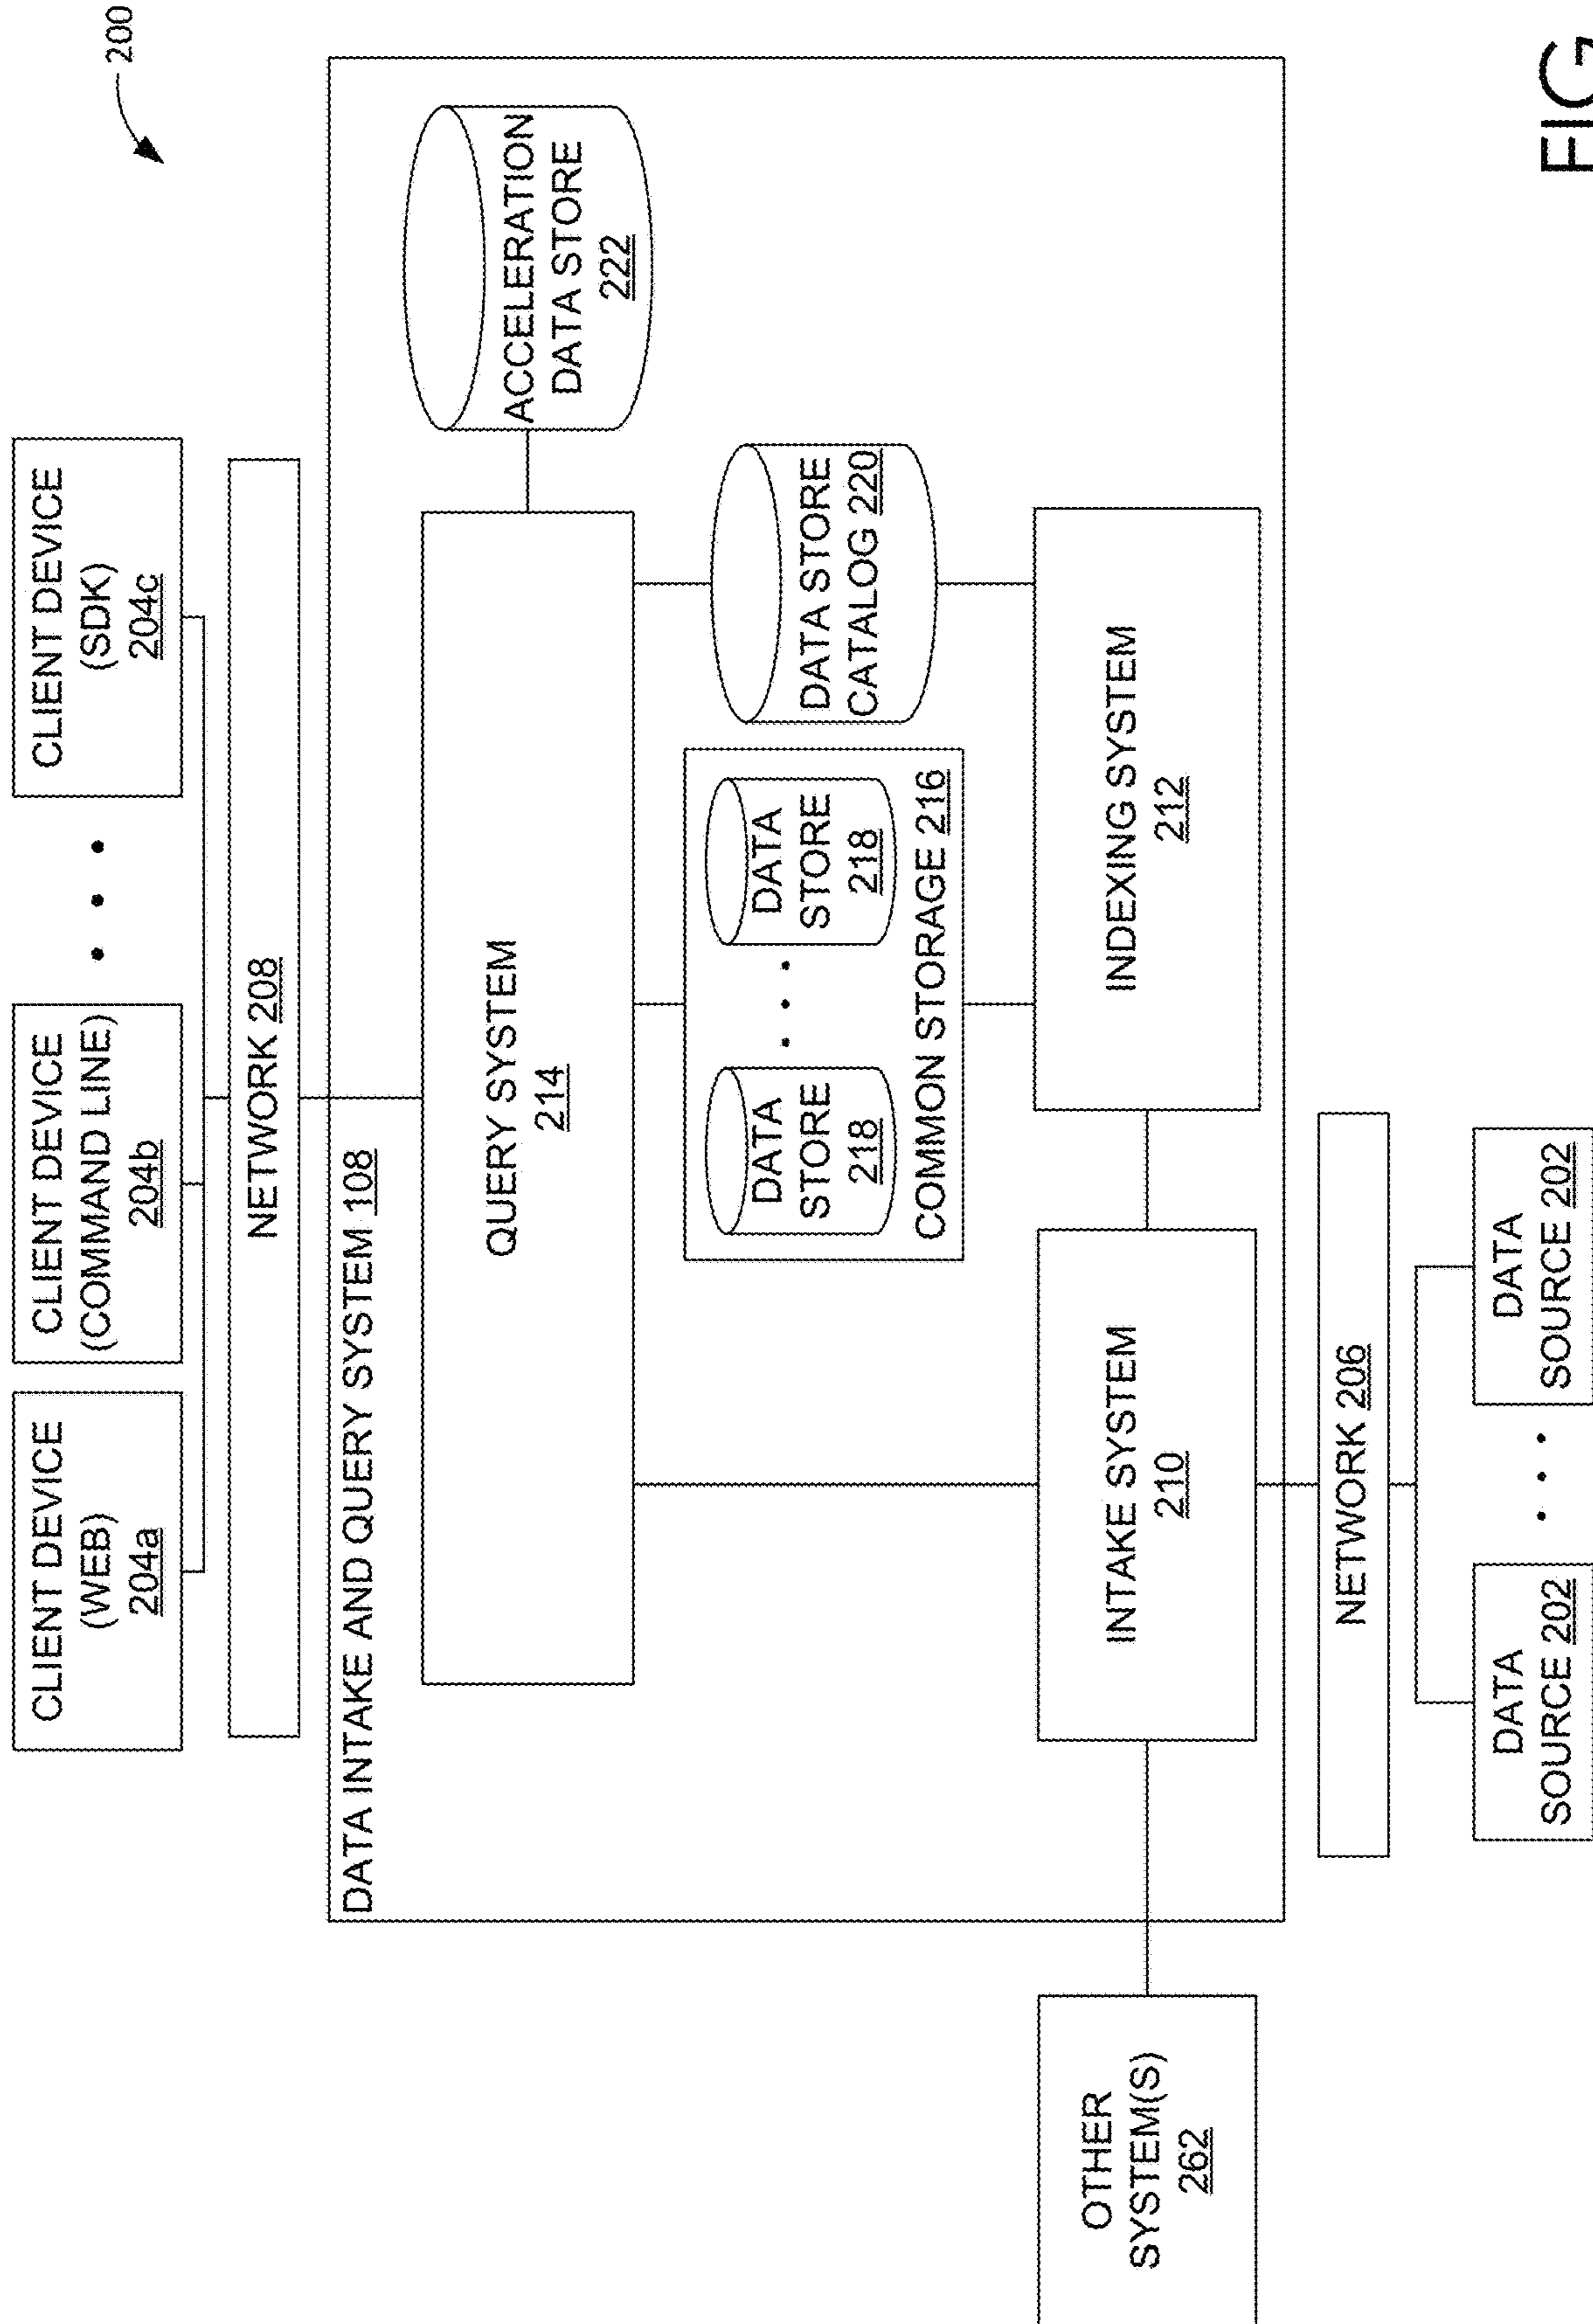 200
CLIENT DEVICE
(WEB)
204a
CLIENT DEVICE
(COMMAND LINE)
204b
CLIENT DEVICE
(SDK)
204c
NETWORK 208
DATA INTAKE AND QUERY SYSTEM 108
QUERY SYSTEM
214
ACCELERATION
DATA STORE
222
DATA
STORE
218
DATA
STORE
218
COMMON STORAGE 216
DATA STORE
CATALOG 220
OTHER
SYSTEM(S)
262
INTAKE SYSTEM
210
INDEXING SYSTEM
212
NETWORK 206
DATA
SOURCE 202
DATA
SOURCE 202
FIG